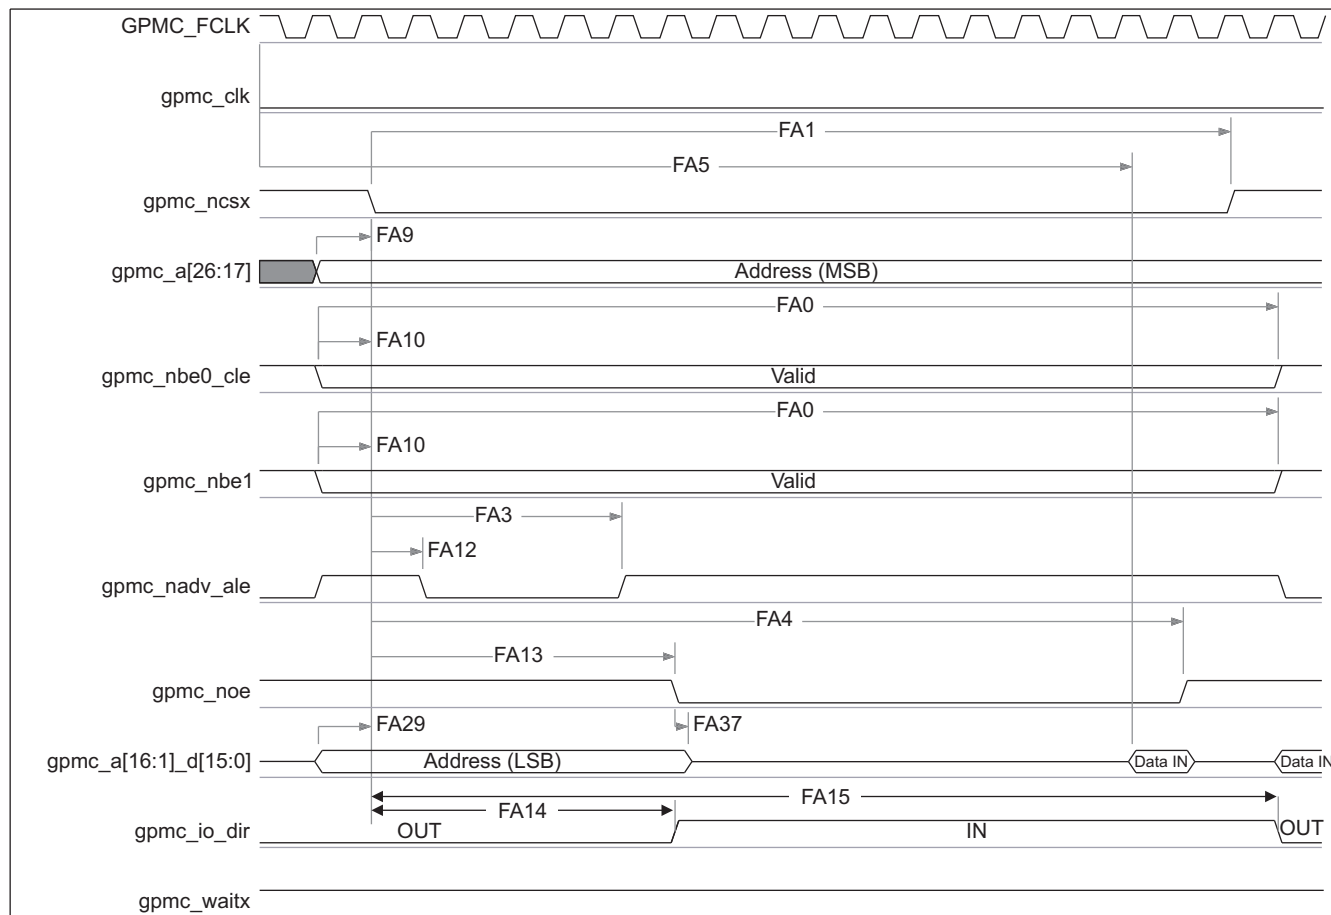 GPMC_FCLK
gpmc_clk
FA1
FA5
gpmc_ncsx
FA9
gpmc_a[26:17]
Address (MSB)
FA0
FA10
gpmc_nbe0_cle
Valid
FA0
FA10
gpmc_nbe1
Valid
FA3
FA12
gpmc_nadv_ale
FA4
FA13
gpmc_noe
FA29
FA37
gpmc_a[16:1]_d[15:0]
Address (LSB)
Data IN
Data IN
FA15
FA14
gpmc_io_dir
OUT
IN
OUT
gpmc_waitx